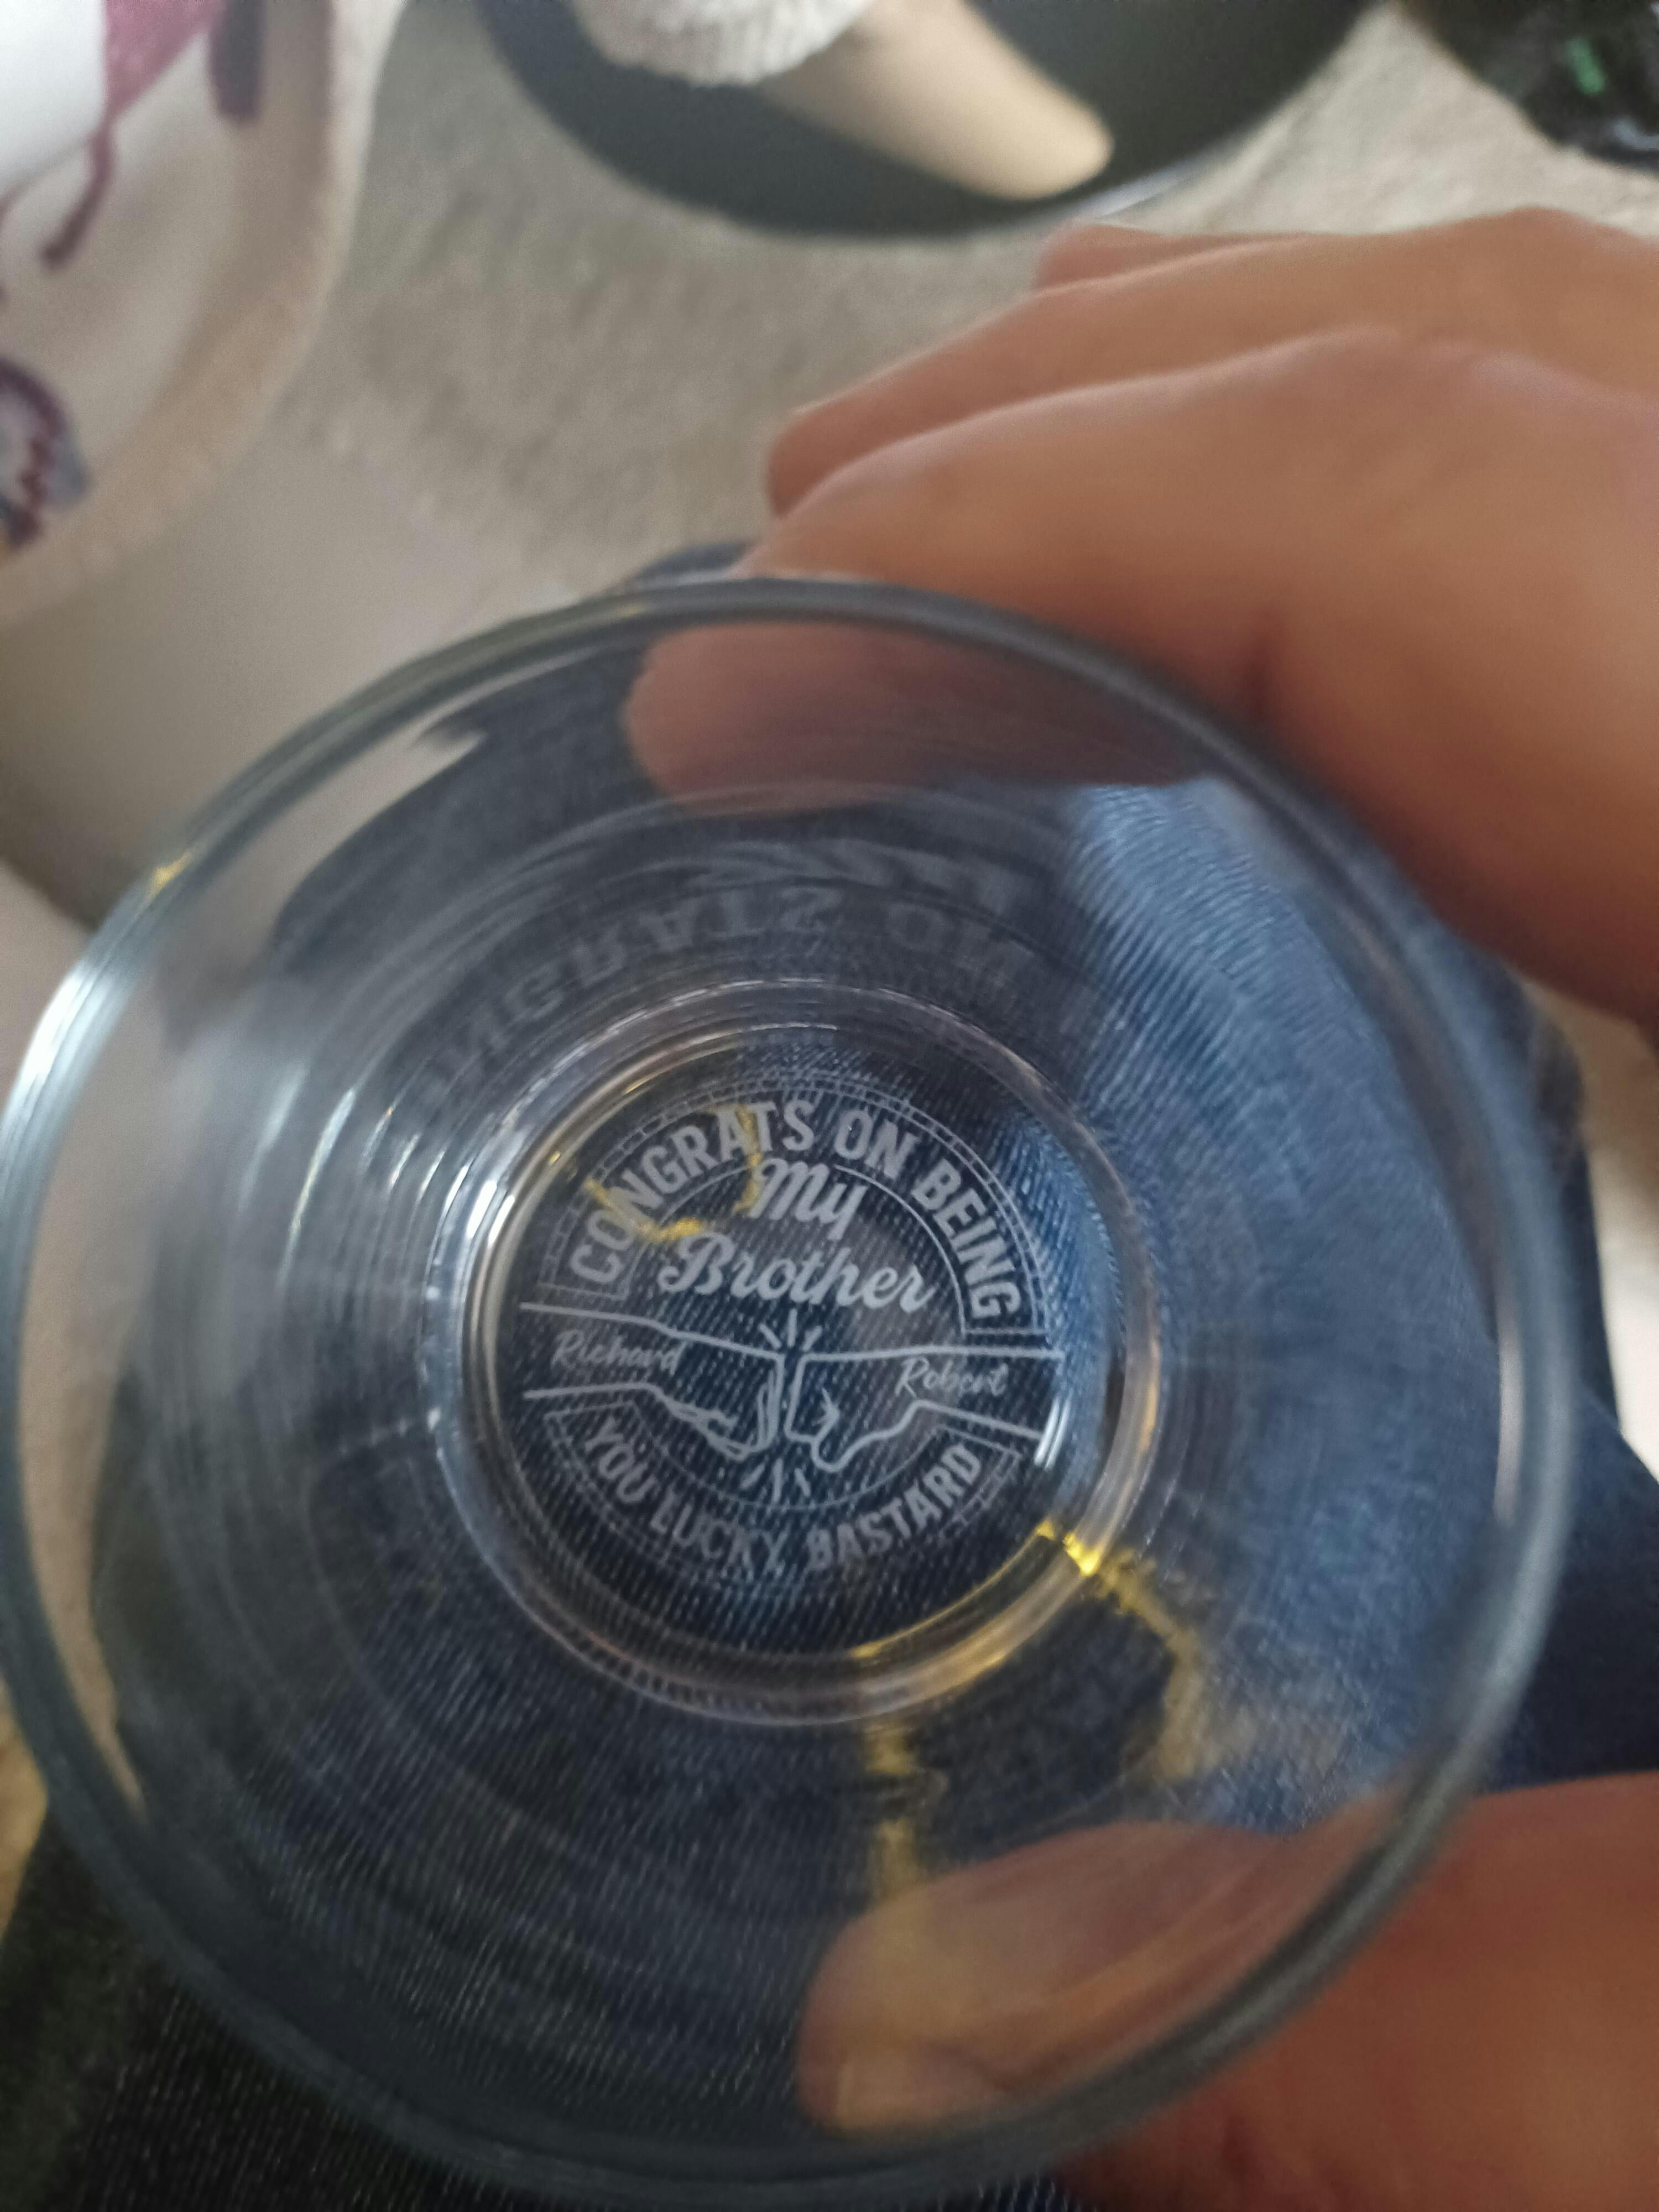 CONGRATS ON BEING
My
Brother
Richard Robert
YOU LUCKY BASTARD